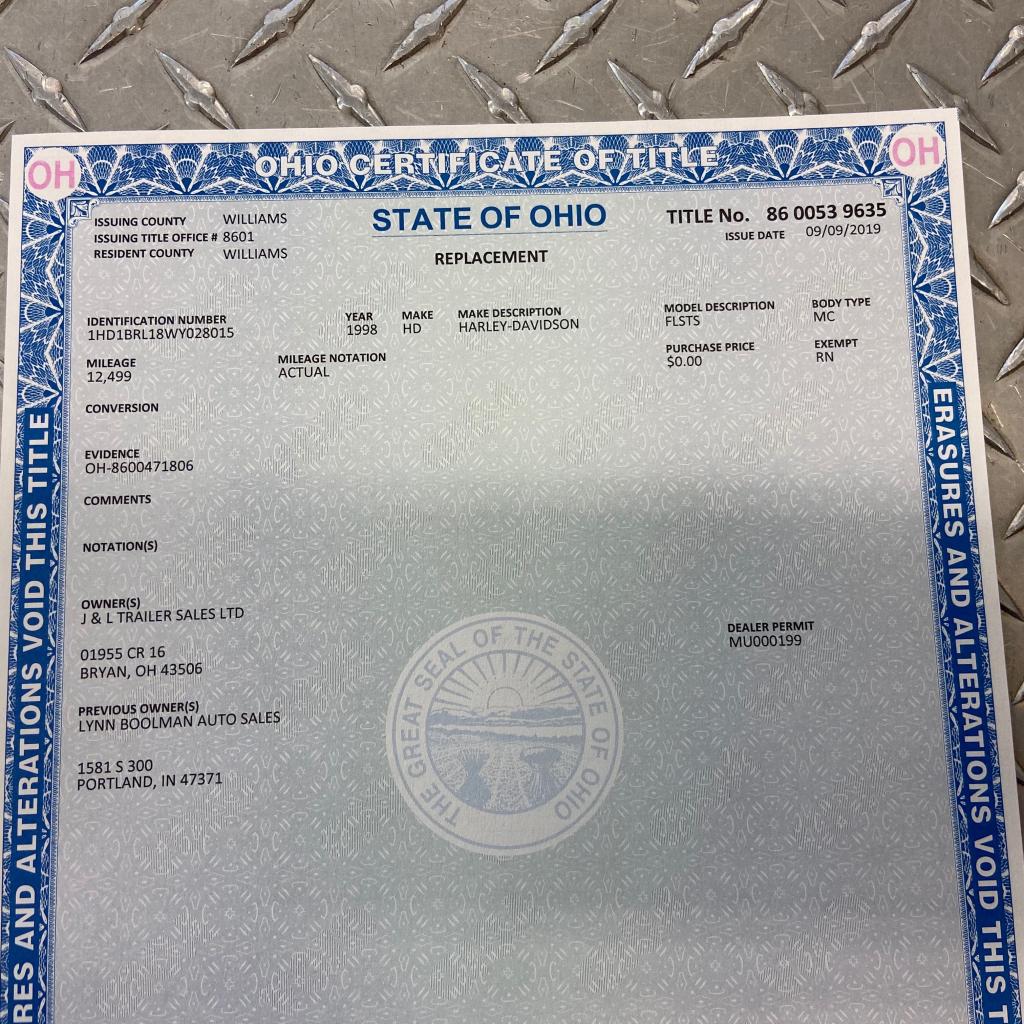 OH OHIO CERTIFICATE OF TITLE OH
ISSUING COUNTY WILLIAMS
ISSUING TITLE OFFICE # 8601
RESIDENT COUNTY WILLIAMS
STATE OF OHIO
REPLACEMENT
TITLE No. 86 0053 9635
ISSUE DATE 09/09/2019
IDENTIFICATION NUMBER
1HD1BRL18WY028015
YEAR
1998
MAKE
HD
MAKE DESCRIPTION
HARLEY-DAVIDSON
MODEL DESCRIPTION
FLSTS
BODY TYPE
MC
MILEAGE
12,499
MILEAGE NOTATION
ACTUAL
PURCHASE PRICE
$0.00
EXEMPT
RN
CONVERSION
EVIDENCE
OH-8600471806
COMMENTS
NOTATION(S)
OWNER(S)
J & L TRAILER SALES LTD
01955 CR 16
BRYAN, OH 43506
DEALER PERMIT
MU000199
PREVIOUS OWNER(S)
LYNN BOOLMAN AUTO SALES
1581 S 300
PORTLAND, IN 47371
THE GREAT SEAL OF THE STATE OF OHIO
RES AND ALTERATIONS VOID THIS TITLE
ERASURES AND ALTERATIONS VOID THIS T